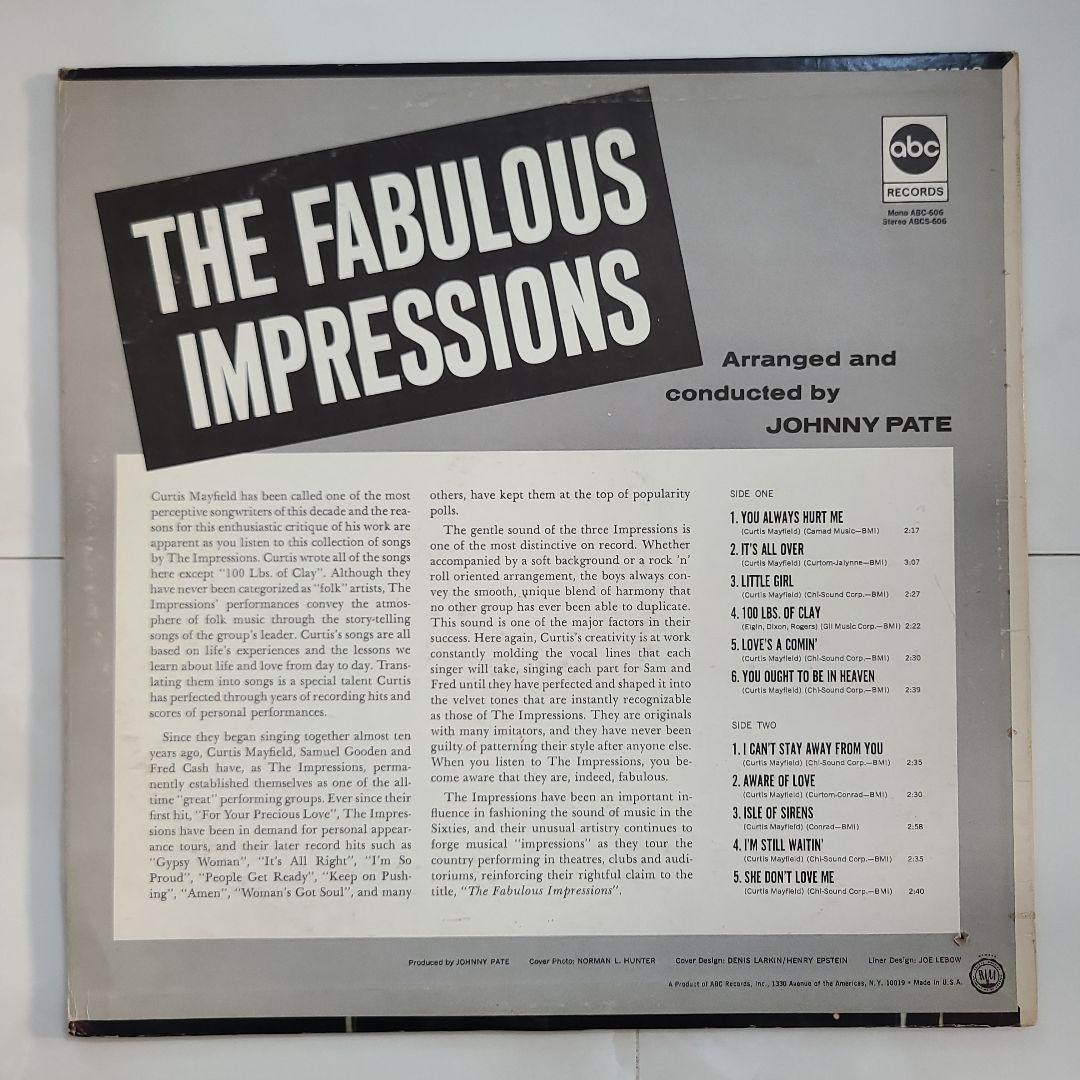 THE FABULOUS
IMPRESSIONS
abc
RECORDS
Mono ABC-606
Stereo ABCS-606
Arranged and
conducted by
JOHNNY PATE
Curtis Mayfield has been called one of the most
perceptive songwriters of this decade and the rea-
sons for this enthusiastic critique of his work are
apparent as you listen to this collection of songs
by The Impressions. Curtis wrote all of the songs
here except "100 Lbs. of Clay". Although they
have never been categorized as "folk" artists, The
Impressions' performances convey the atmos-
phere of folk music through the story-telling
songs of the group's leader. Curtis's songs are all
based on life's experiences and the lessons we
learn about life and love from day to day. Trans-
lating them into songs is a special talent Curtis
has perfected through years of recording hits and
scores of personal performances.
Since they began singing together almost ten
years ago, Curtis Mayfield, Samuel Gooden and
Fred Cash have, as The Impressions, perma-
nently established themselves as one of the all-
time "great" performing groups. Ever since their
first hit, "For Your Precious Love", The Impres-
sions have been in demand for personal appear-
ance tours, and their later record hits such as
"Gypsy Woman", "It's All Right", "I'm So
Proud", "People Get Ready", "Keep on Push-
ing", "Amen", "Woman's Got Soul", and many
others, have kept them at the top of popularity
polls.
The gentle sound of the three Impressions is
one of the most distinctive on record. Whether
accompanied by a soft background or a rock 'n'
roll oriented arrangement, the boys always con-
vey the smooth, unique blend of harmony that
no other group has ever been able to duplicate.
This sound is one of the major factors in their
success. Here again, Curtis's creativity is at work
constantly molding the vocal lines that each
singer will take, singing each part for Sam and
Fred until they have perfected and shaped it into
the velvet tones that are instantly recognizable
as those of The Impressions. They are originals
with many imitators, and they have never been
guilty of patterning their style after anyone else.
When you listen to The Impressions, you be-
come aware that they are, indeed, fabulous.
The Impressions have been an important in-
fluence in fashioning the sound of music in the
Sixties, and their unusual artistry continues to
forge musical "impressions" as they tour the
country performing in theatres, clubs and audi-
toriums, reinforcing their rightful claim to the
title, "The Fabulous Impressions".
SIDE ONE
1. YOU ALWAYS HURT ME
(Curtis Mayfield) (Camad Music—BMI) 2:17
2. IT'S ALL OVER
(Curtis Mayfield) (Curtom-Jalynne—BMI) 3:07
3. LITTLE GIRL
(Curtis Mayfield) (Chi-Sound Corp.—BMI) 2:27
4. 100 LBS. OF CLAY
(Elgin, Dixon, Rogers) (Gil Music Corp.—BMI) 2:22
5. LOVE'S A COMIN'
(Curtis Mayfield) (Chi-Sound Corp.—BMI) 2:30
6. YOU OUGHT TO BE IN HEAVEN
(Curtis Mayfield) (Chi-Sound Corp.—BMI) 2:39
SIDE TWO
1. I CAN'T STAY AWAY FROM YOU
(Curtis Mayfield) (Chi-Sound Corp.—BMI) 2:35
2. AWARE OF LOVE
(Curtis Mayfield) (Curtom-Conrad—BMI) 2:30
3. ISLE OF SIRENS
(Curtis Mayfield) (Conrad—BMI) 2:58
4. I'M STILL WAITIN'
(Curtis Mayfield) (Chi-Sound Corp.—BMI) 2:35
5. SHE DON'T LOVE ME
(Curtis Mayfield) (Chi-Sound Corp.—BMI) 2:40
Produced by JOHNNY PATE Cover Photo: NORMAN L. HUNTER Cover Design: DENIS LARKIN/HENRY EPSTEIN Liner Design: JOE LEBOW
A Product of ABC Records, Inc., 1330 Avenue of the Americas, N.Y. 10019 • Made in U.S.A.